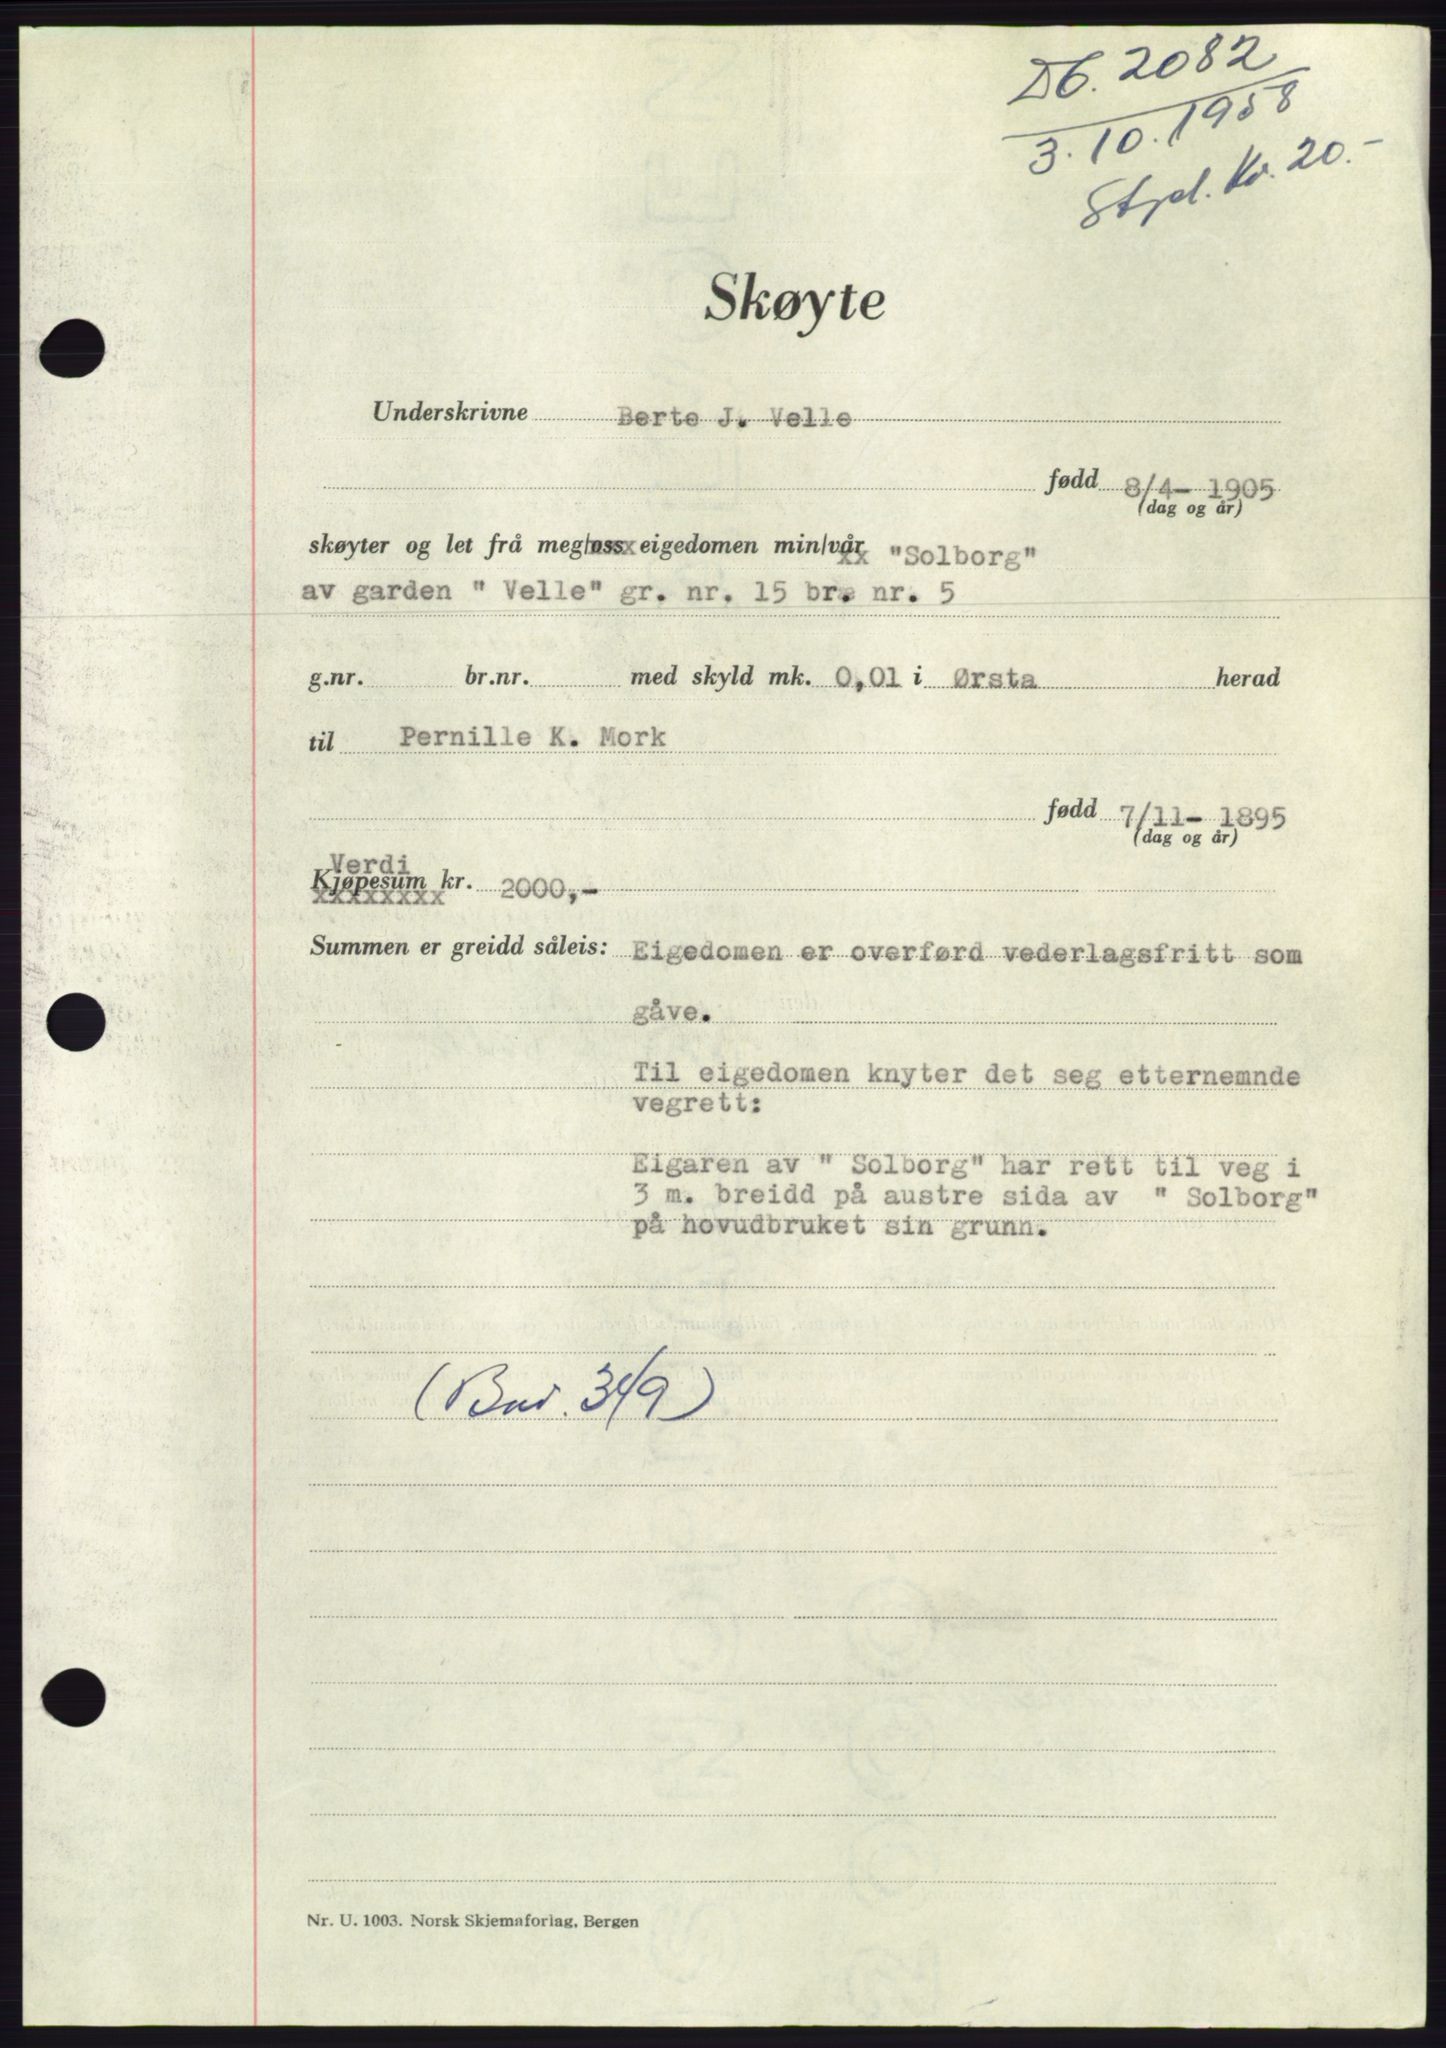 Db. 2082
3.10.1958
Stpl. kr. 20.-
Skøyte
Underskrivne Berte J. Velle
fødd 8/4- 1905
(dag og år)
skøyter og let frå meg/oss eigedomen min/vår "Solborg"
av garden " Velle" gr. nr. 15 br. nr. 5
g.nr. br.nr. med skyld mk. 0,01 i Ørsta herad
til Pernille K. Mork
fødd 7/11- 1895
(dag og år)
Verdi
Kjøpesum kr. 2000,-
xxxxxxxx
Summen er greidd såleis: Eigedomen er overførd vederlagsfritt som
gåve.
Til eigedomen knyter det seg etternemnde
vegrett:
Eigaren av " Solborg" har rett til veg i
3 m. breidd på austre sida av " Solborg"
på hovudbruket sin grunn.
(Bnr. 349)
Nr. U. 1003. Norsk Skjemaforlag, Bergen